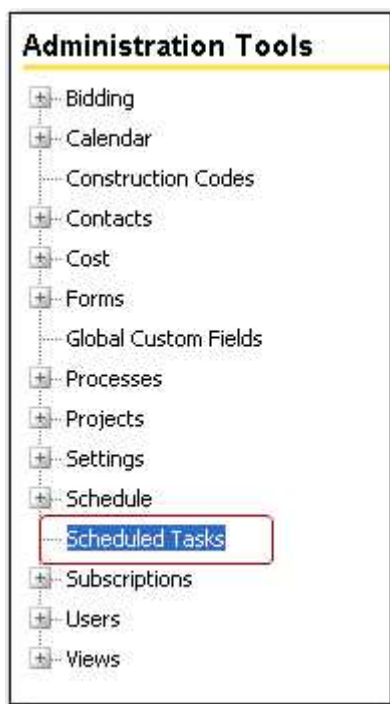 Administration Tools
Bidding
Calendar
Construction Codes
Contacts
Cost
Forms
Global Custom Fields
Processes
Projects
Settings
Schedule
Scheduled Tasks
Subscriptions
Users
Views